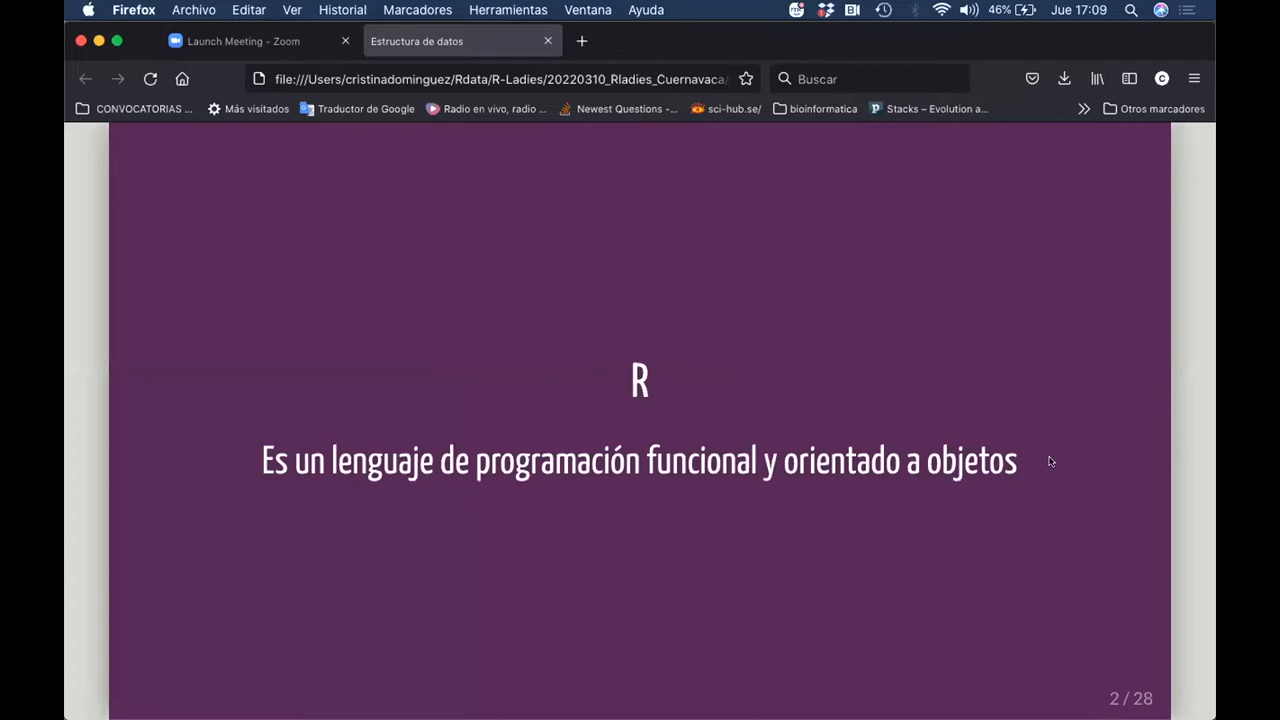 Firefox Archivo Editar Ver Historial Marcadores Herramientas Ventana Ayuda 46% Jue 17:09
Launch Meeting - Zoom
Estructura de datos
file:///Users/cristinadominguez/Rdata/R-Ladies/20220310_Rladies_Cuernavaca/
Buscar
CONVOCATORIAS ... Más visitados Traductor de Google Radio en vivo, radio ... Newest Questions -... sci-hub.se/ bioinformatica Stacks – Evolution a... Otros marcadores
R
Es un lenguaje de programación funcional y orientado a objetos
2 / 28